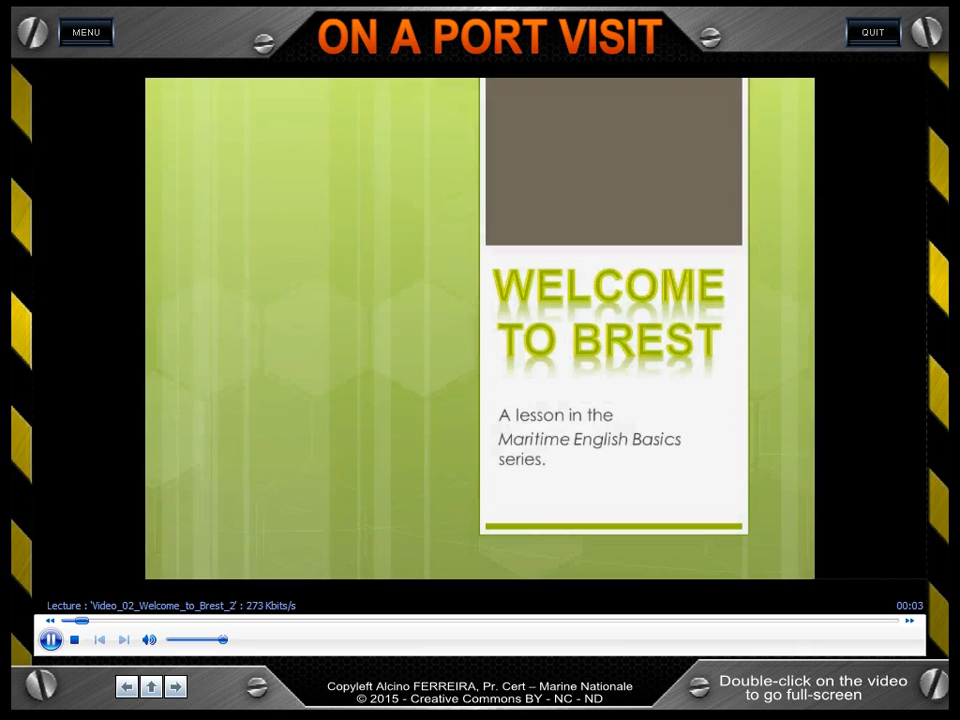 MENU
ON A PORT VISIT
QUIT
WELCOME
TO BREST
A lesson in the
Maritime English Basics
series.
Lecture : 'Video_02_Welcome_to_Brest_2' : 273 Kbits/s
00:03
Copyleft Alcino FERREIRA, Pr. Cert – Marine Nationale
© 2015 - Creative Commons BY - NC - ND
Double-click on the video
to go full-screen